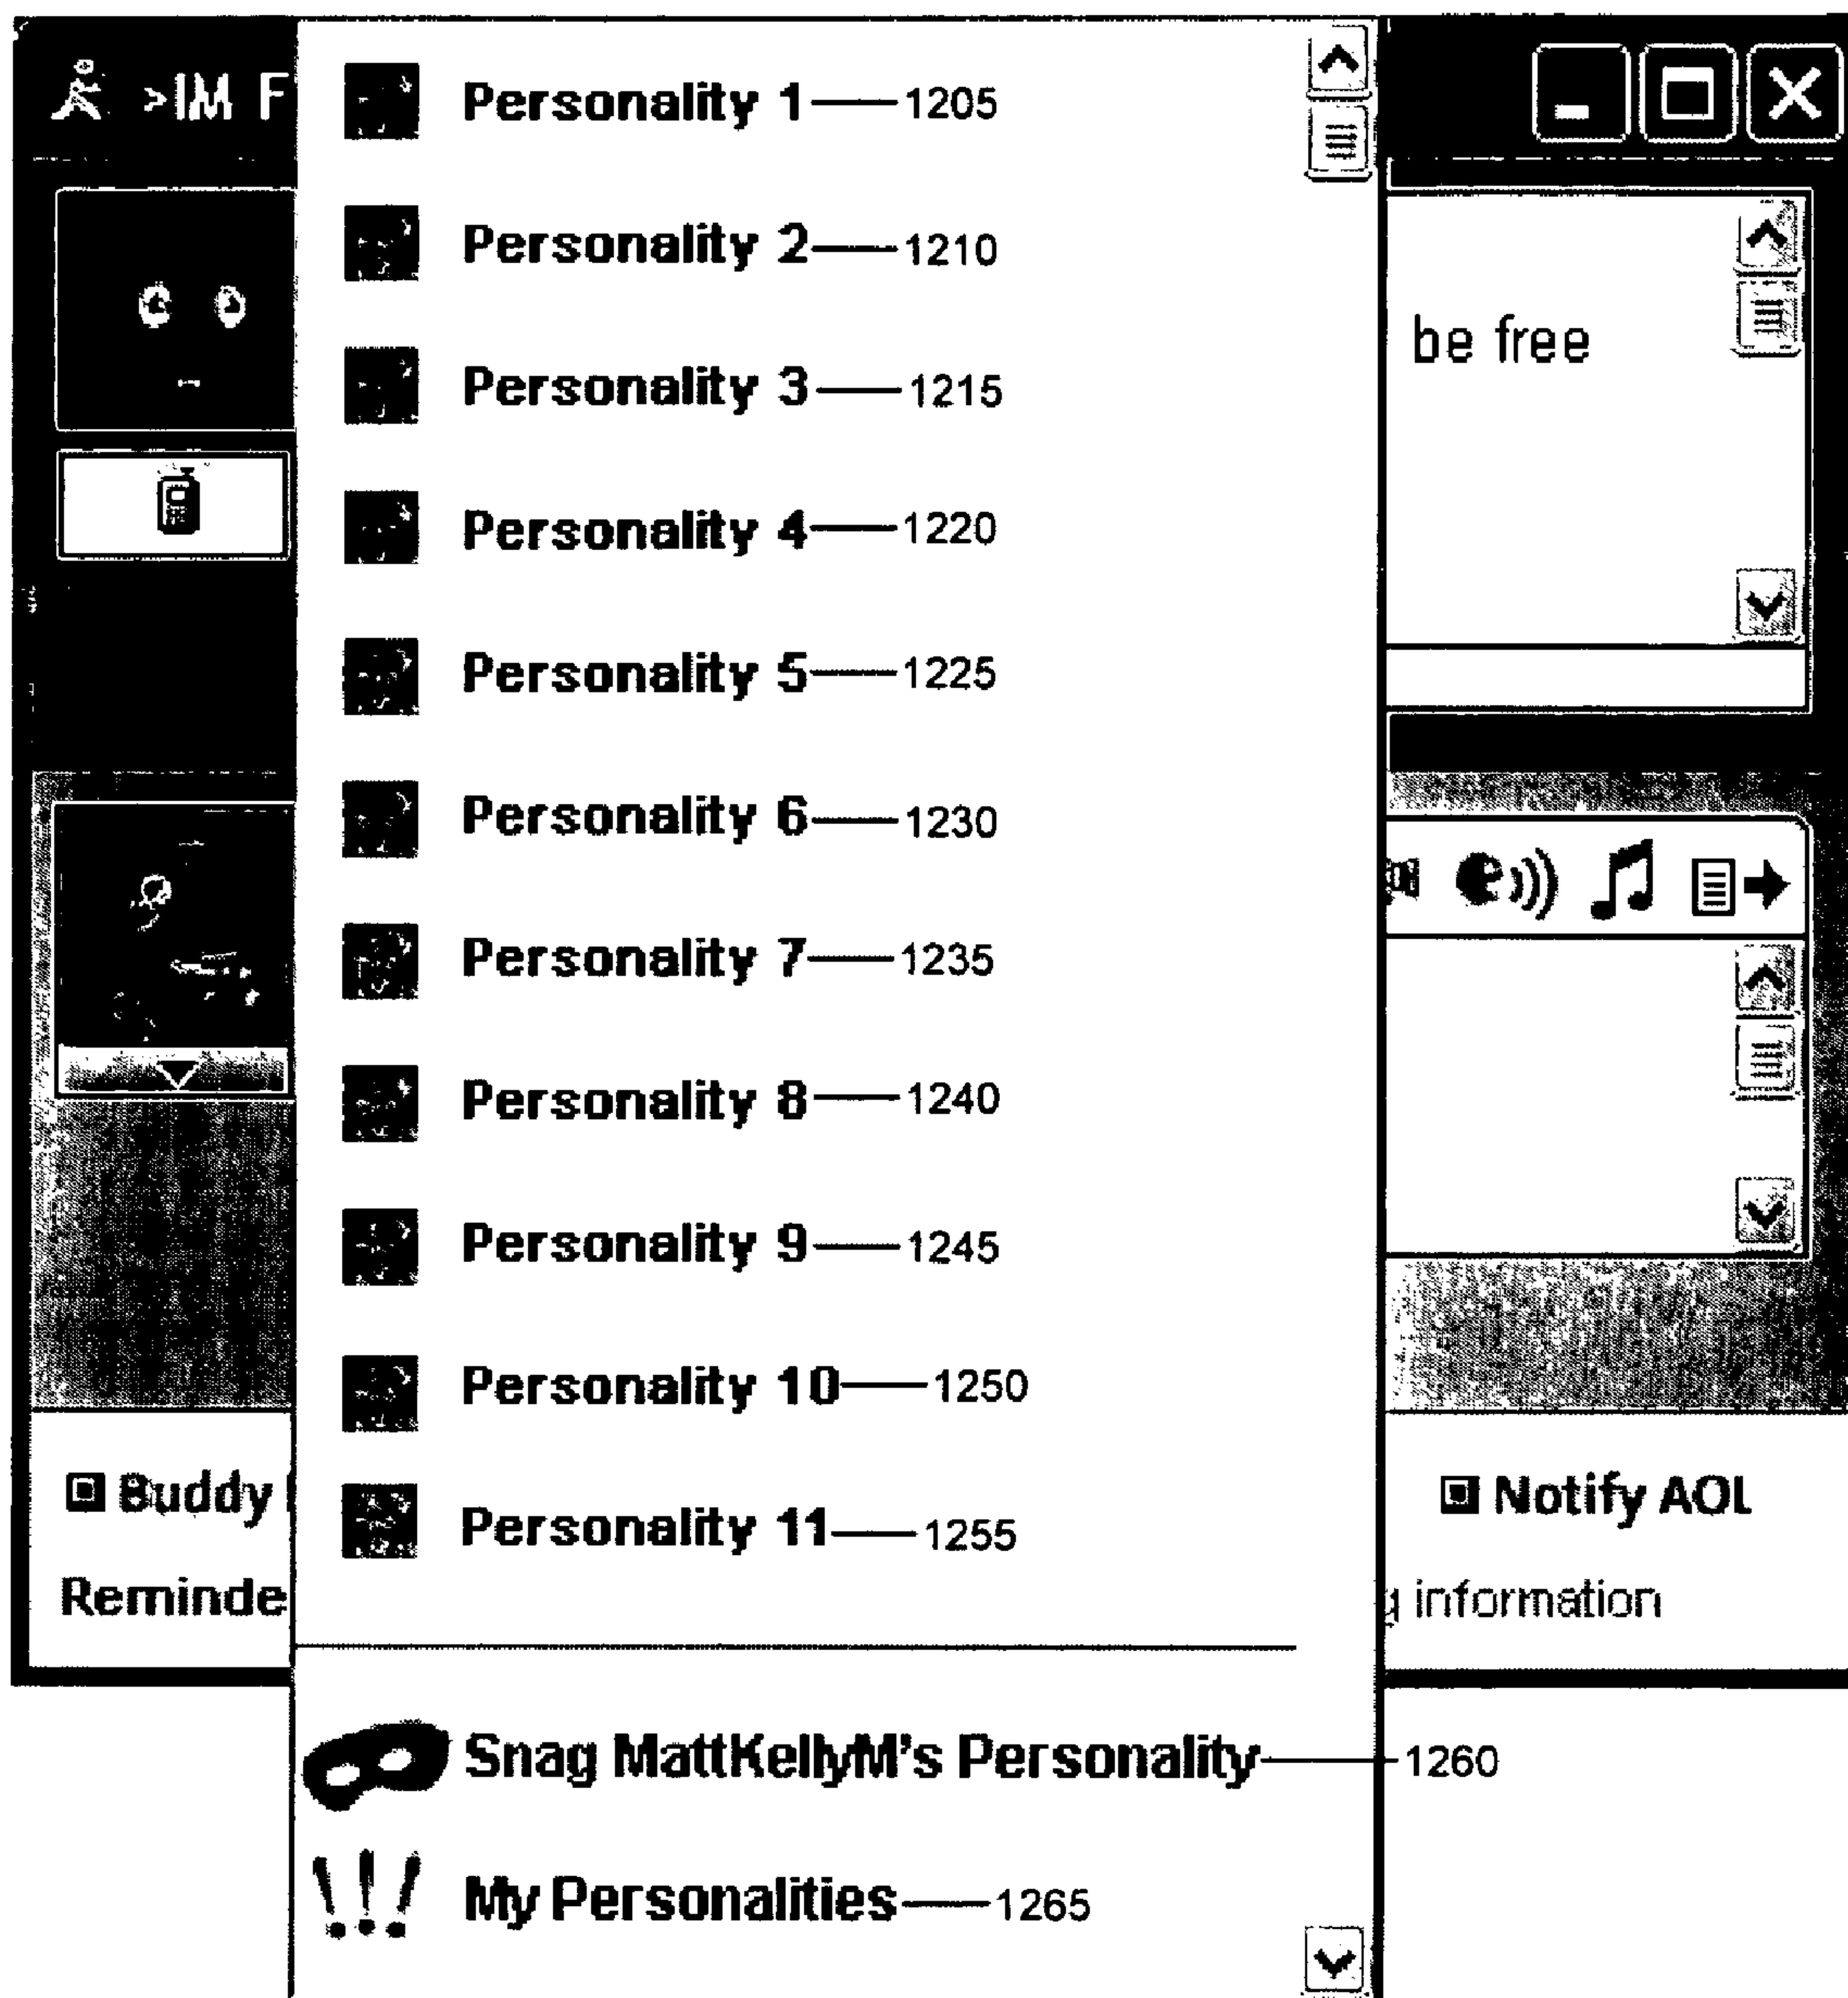 >IM F
Personality 1 1205
Personality 2 1210
be free
Personality 3 1215
Personality 4 1220
Personality 5 1225
Personality 6 1230
Personality 7 1235
Personality 8 1240
Personality 9 1245
Personality 10 1250
Buddy
Notify AOL
Personality 11 1255
Reminde
g information
Snag MattKellyM's Personality 1260
My Personalities 1265